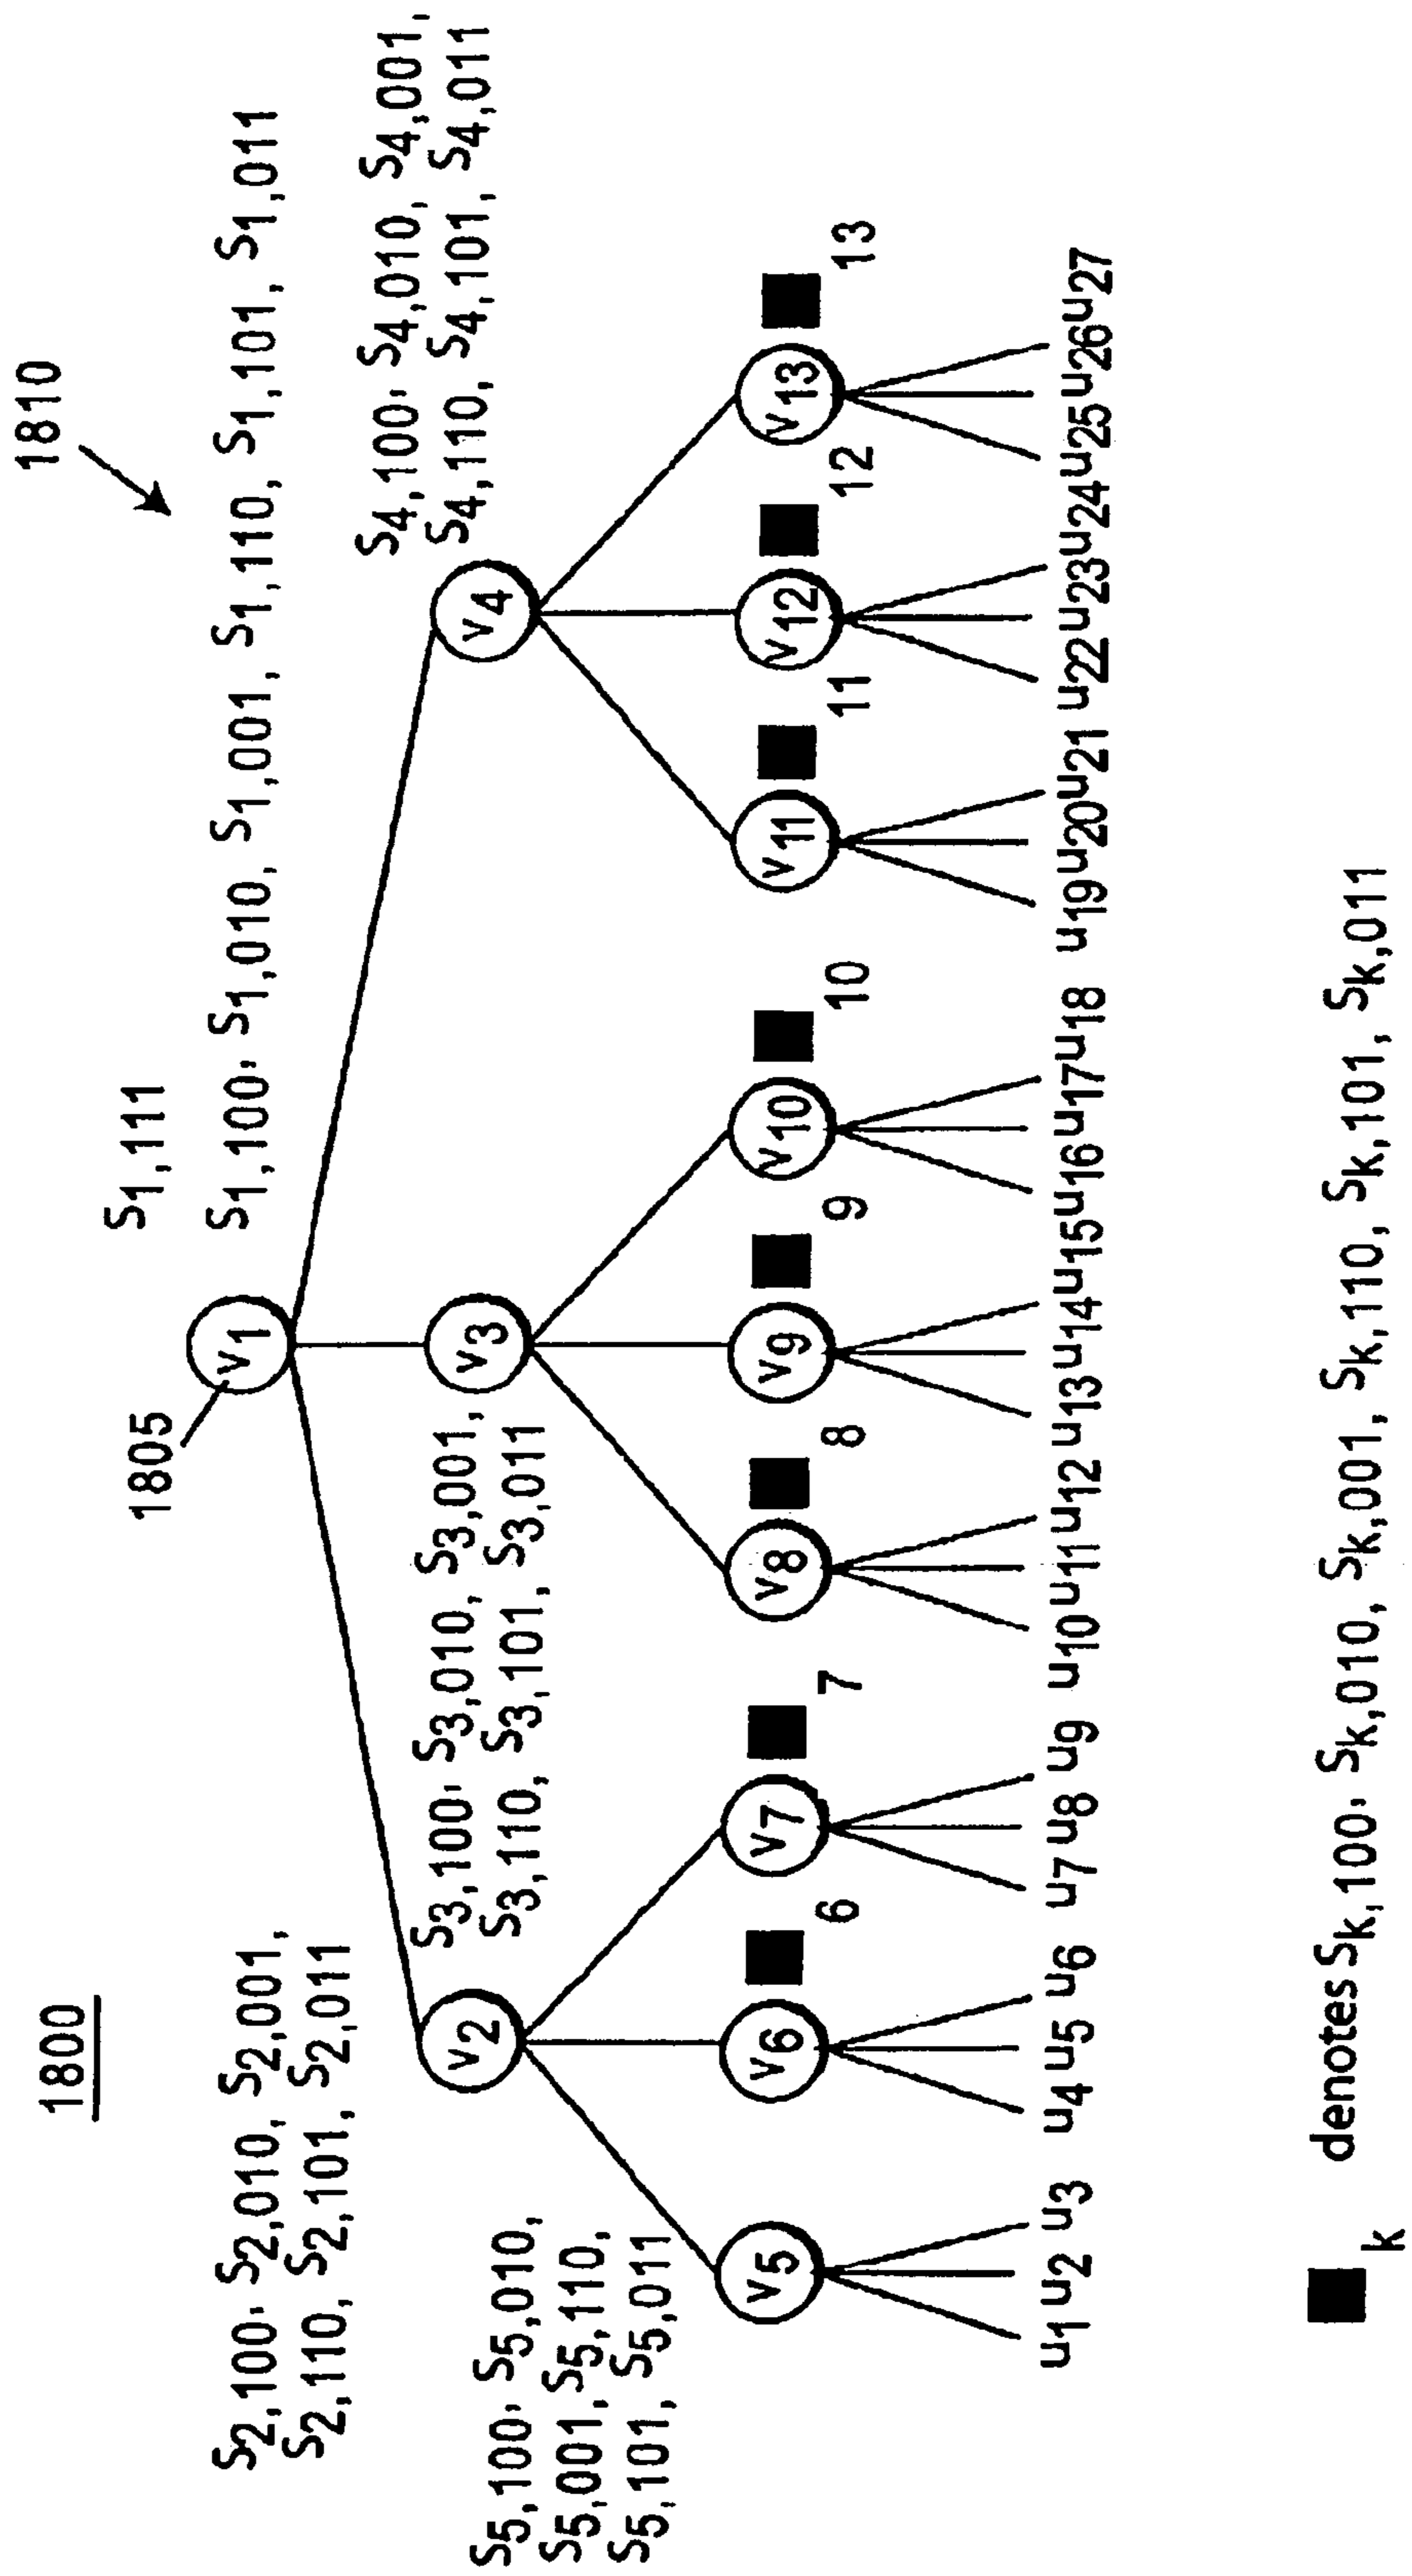 1800
1810
1805
S1,111
S1,100, S1,010, S1,001, S1,110, S1,101, S1,011
v1
S2,100, S2,010, S2,001,
S2,110, S2,101, S2,011
v2
S3,100, S3,010, S3,001,
S3,110, S3,101, S3,011
v3
S4,100, S4,010, S4,001,
S4,110, S4,101, S4,011
v4
S5,100, S5,010,
S5,001, S5,110,
S5,101, S5,011
v5 v6 6 v7 7 v8 8 v9 9 v10 10 v11 11 v12 12 v13 13
u1 u2 u3 u4 u5 u6 u7 u8 u9 u10 u11 u12 u13 u14 u15 u16 u17 u18 u19 u20 u21 u22 u23 u24 u25 u26 u27
k denotes Sk,100, Sk,010, Sk,001, Sk,110, Sk,101, Sk,011